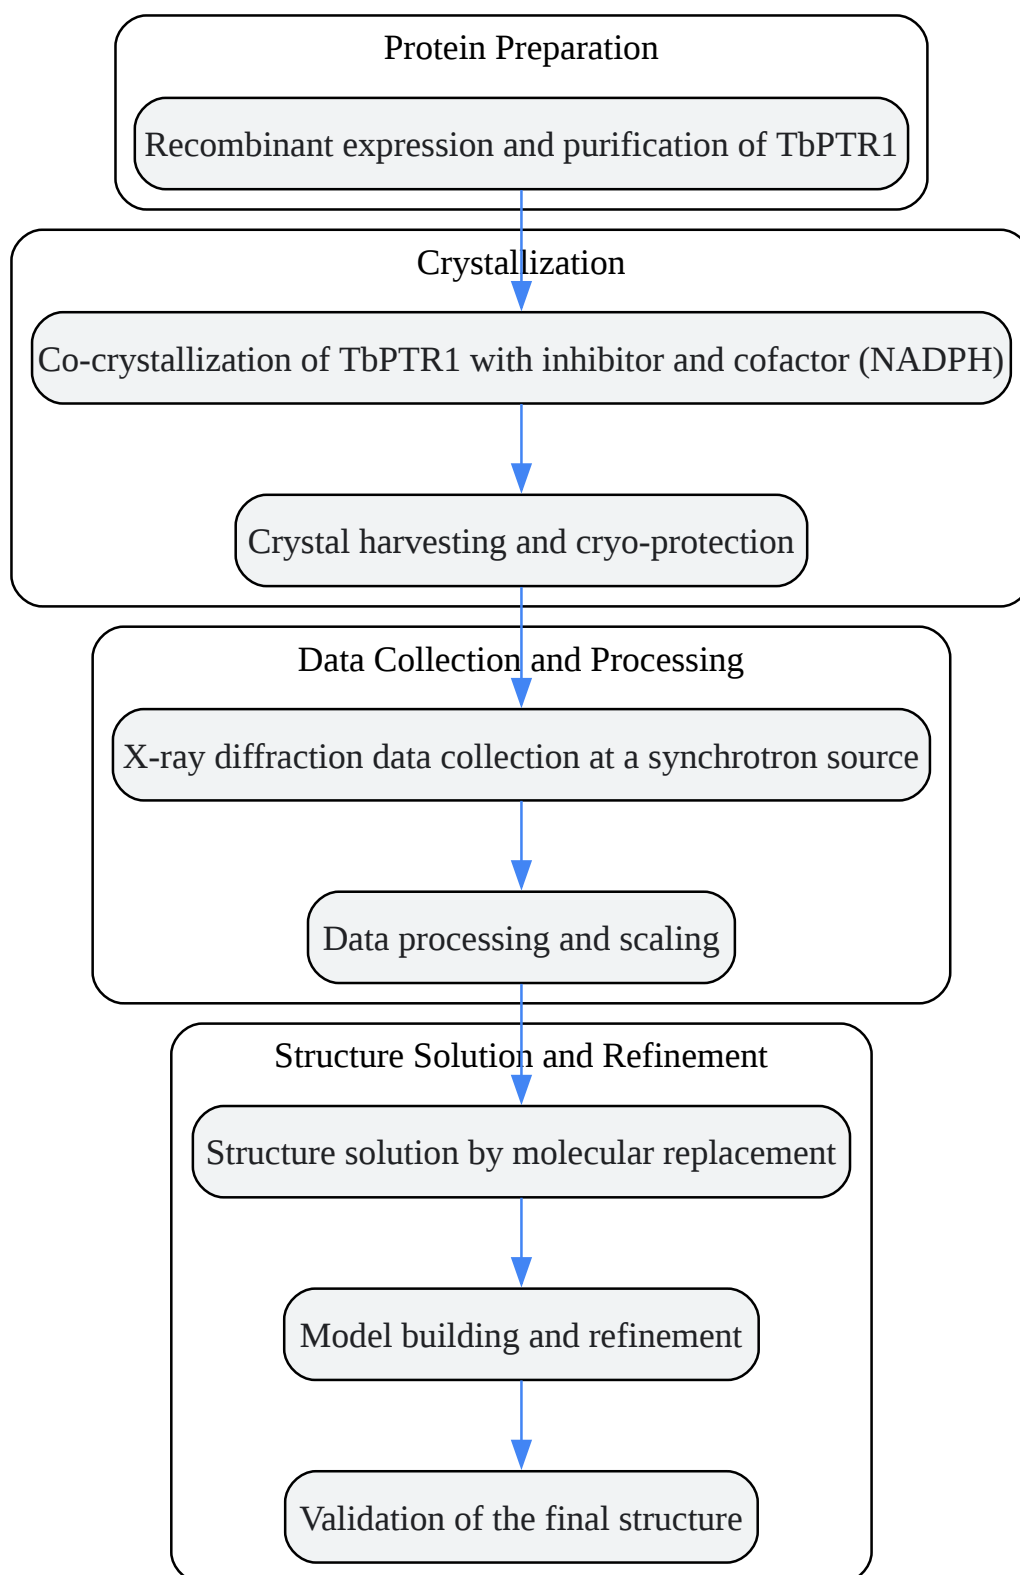 Protein Preparation
Recombinant expression and purification of TbPTR1
Crystallization
Co-crystallization of TbPTR1 with inhibitor and cofactor (NADPH)
Crystal harvesting and cryo-protection
Data Collection and Processing
X-ray diffraction data collection at a synchrotron source
Data processing and scaling
Structure Solution and Refinement
Structure solution by molecular replacement
Model building and refinement
Validation of the final structure